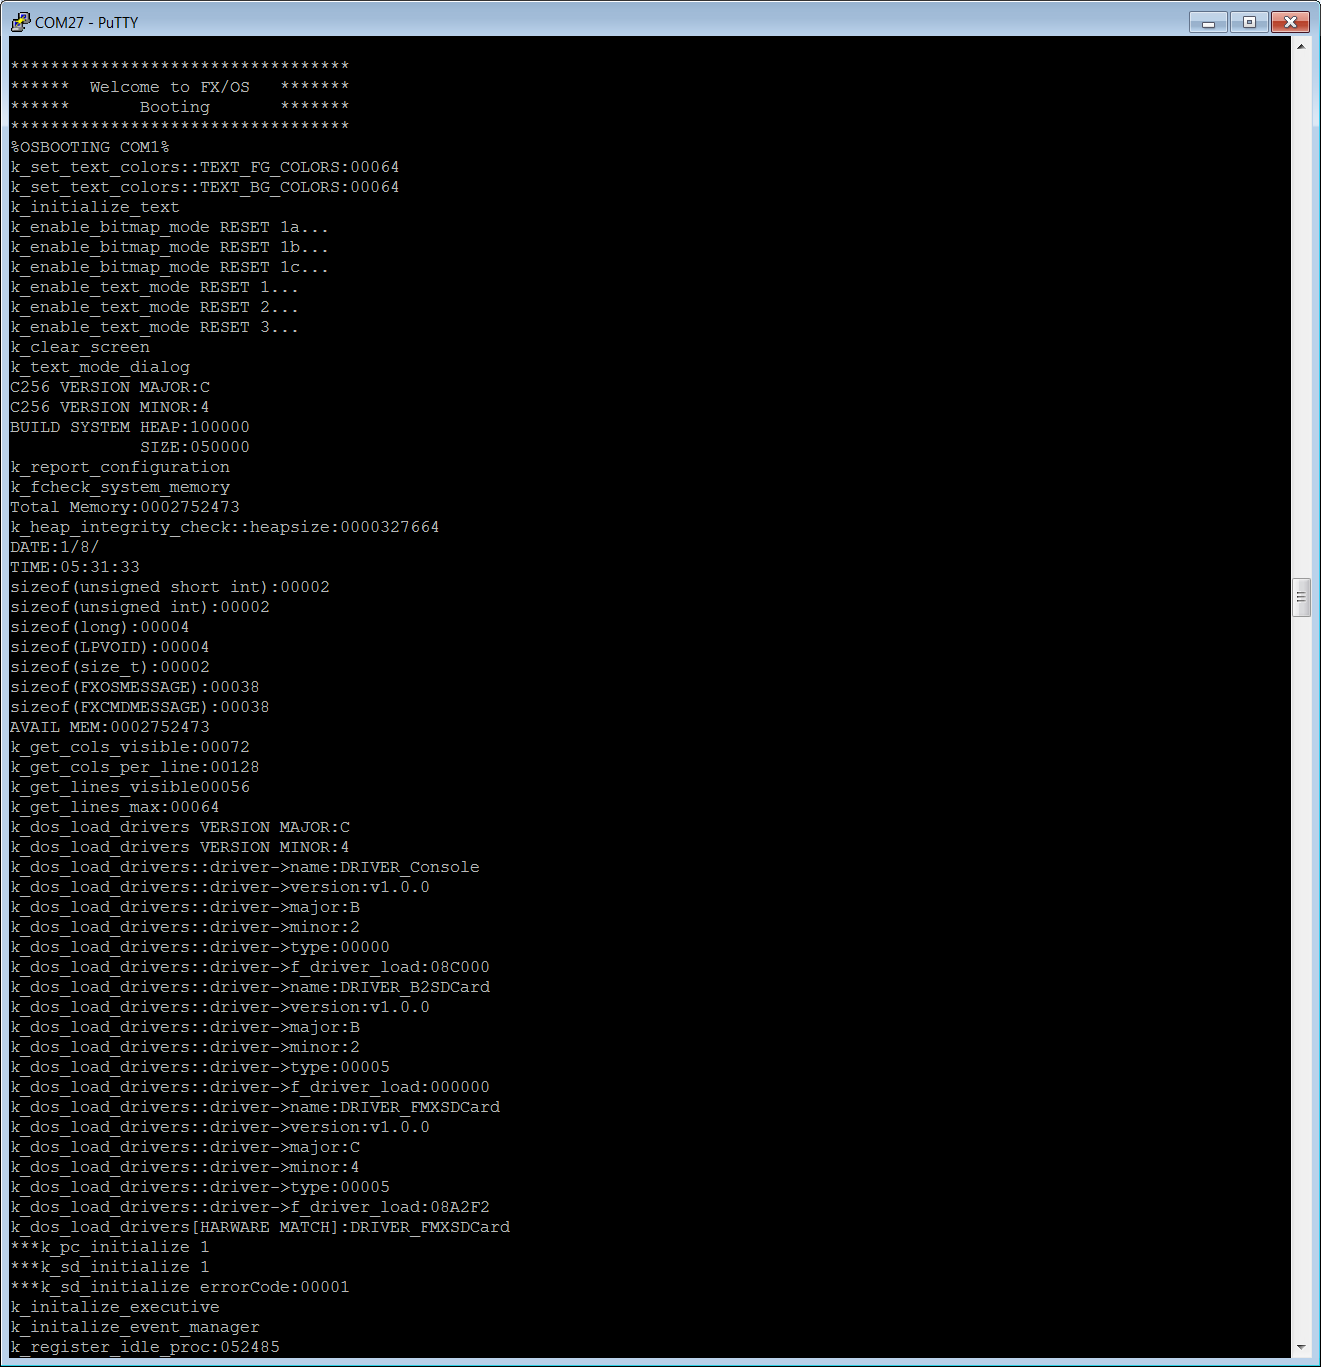 COM27 - PuTTY
**********************************
******  Welcome to FX/OS   *******
******       Booting       *******
**********************************
%OSBOOTING COM1%
k_set_text_colors::TEXT_FG_COLORS:00064
k_set_text_colors::TEXT_BG_COLORS:00064
k_initialize_text
k_enable_bitmap_mode RESET 1a...
k_enable_bitmap_mode RESET 1b...
k_enable_bitmap_mode RESET 1c...
k_enable_text_mode RESET 1...
k_enable_text_mode RESET 2...
k_enable_text_mode RESET 3...
k_clear_screen
k_text_mode_dialog
C256 VERSION MAJOR:C
C256 VERSION MINOR:4
BUILD SYSTEM HEAP:100000
             SIZE:050000
k_report_configuration
k_fcheck_system_memory
Total Memory:0002752473
k_heap_integrity_check::heapsize:0000327664
DATE:1/8/
TIME:05:31:33
sizeof(unsigned short int):00002
sizeof(unsigned int):00002
sizeof(long):00004
sizeof(LPVOID):00004
sizeof(size_t):00002
sizeof(FXOSMESSAGE):00038
sizeof(FXCMDMESSAGE):00038
AVAIL MEM:0002752473
k_get_cols_visible:00072
k_get_cols_per_line:00128
k_get_lines_visible00056
k_get_lines_max:00064
k_dos_load_drivers VERSION MAJOR:C
k_dos_load_drivers VERSION MINOR:4
k_dos_load_drivers::driver->name:DRIVER_Console
k_dos_load_drivers::driver->version:v1.0.0
k_dos_load_drivers::driver->major:B
k_dos_load_drivers::driver->minor:2
k_dos_load_drivers::driver->type:00000
k_dos_load_drivers::driver->f_driver_load:08C000
k_dos_load_drivers::driver->name:DRIVER_B2SDCard
k_dos_load_drivers::driver->version:v1.0.0
k_dos_load_drivers::driver->major:B
k_dos_load_drivers::driver->minor:2
k_dos_load_drivers::driver->type:00005
k_dos_load_drivers::driver->f_driver_load:000000
k_dos_load_drivers::driver->name:DRIVER_FMXSDCard
k_dos_load_drivers::driver->version:v1.0.0
k_dos_load_drivers::driver->major:C
k_dos_load_drivers::driver->minor:4
k_dos_load_drivers::driver->type:00005
k_dos_load_drivers::driver->f_driver_load:08A2F2
k_dos_load_drivers[HARWARE MATCH]:DRIVER_FMXSDCard
***k_pc_initialize 1
***k_sd_initialize 1
***k_sd_initialize errorCode:00001
k_initalize_executive
k_initalize_event_manager
k_register_idle_proc:052485